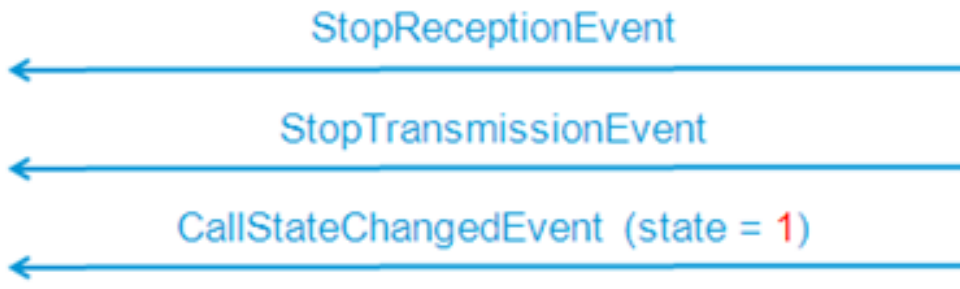 StopReceptionEvent
StopTransmissionEvent
CallStateChangedEvent (state = 1)